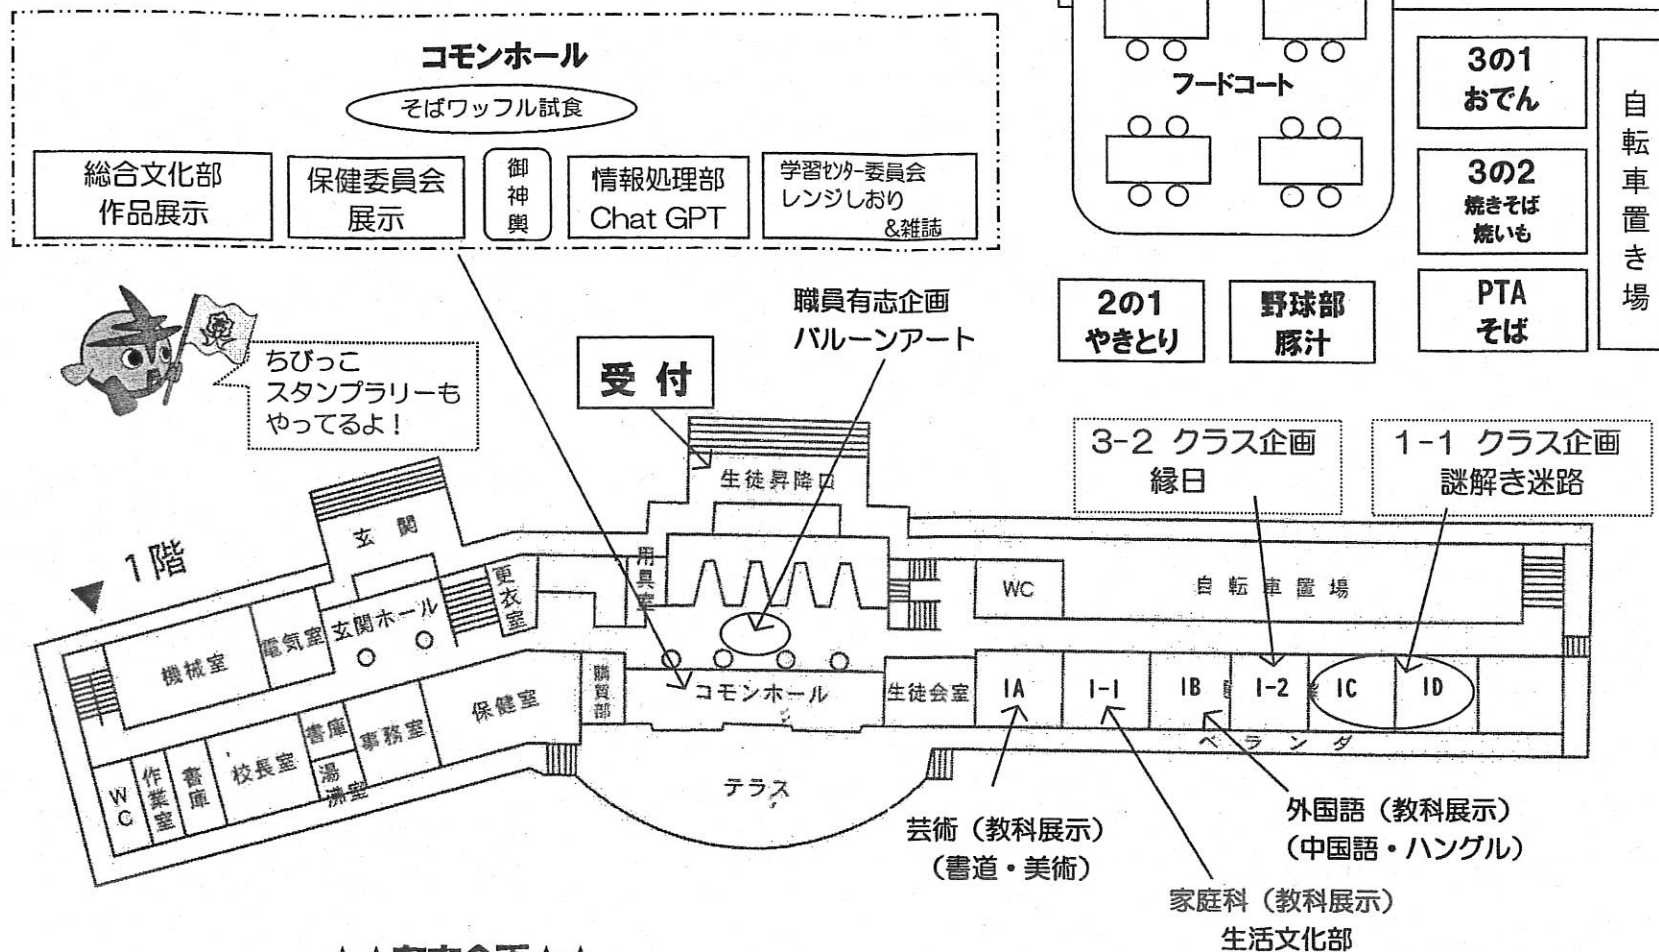 コモンホール
そばワッフル試食
総合文化部
作品展示
保健委員会
展示
御神輿
情報処理部
Chat GPT
学習センター委員会
レンジしおり
&雑誌
フードコート
3の1
おでん
3の2
焼きそば
焼いも
PTA
そば
自転車置き場
2の1
やきとり
野球部
豚汁
ちびっこ
スタンプラリーも
やってるよ!
職員有志企画
バルーンアート
受付
3-2 クラス企画
縁日
1-1 クラス企画
謎解き迷路
1階
玄関
生徒昇降口
機械室
電気室
玄関ホール
更衣室
用具室
WC
自転車置場
WC
作業室
書庫
校長室
書庫
湯沸室
事務室
保健室
購買部
コモンホール
生徒会室
1A
1-1
1B
1-2
1C
1D
ベランダ
テラス
芸術(教科展示)
(書道・美術)
外国語(教科展示)
(中国語・ハングル)
家庭科(教科展示)
生活文化部